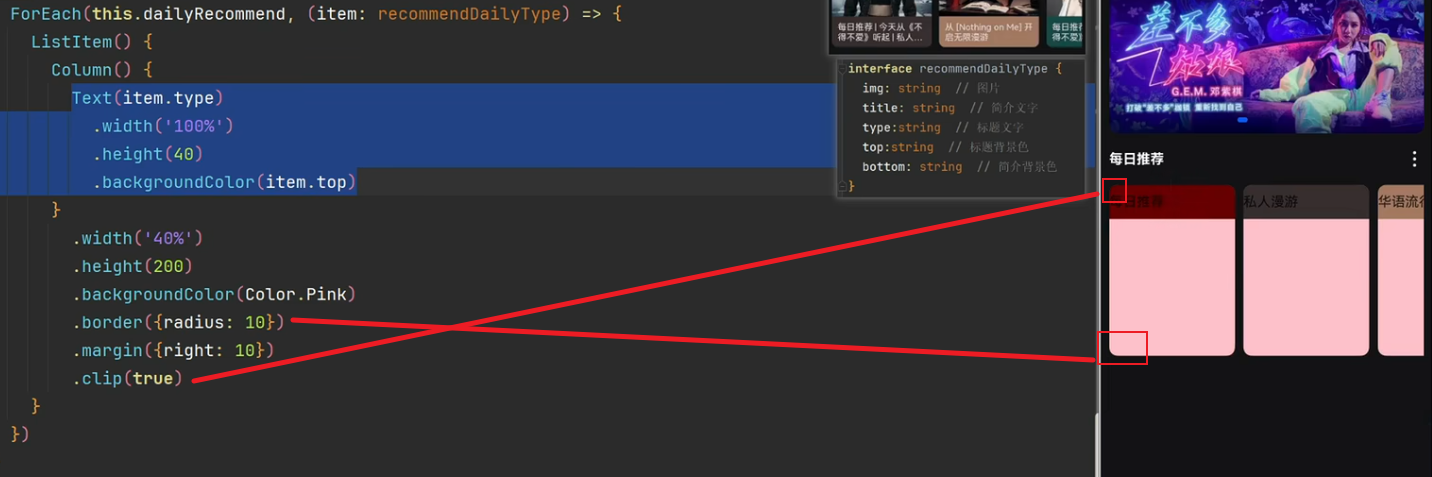 ForEach(this.dailyRecommend, (item: recommendDailyType) => {
ListItem() {
Column() {
Text(item.type)
.width('100%')
.height(40)
.backgroundColor(item.top)
}
.width('40%')
.height(200)
.backgroundColor(Color.Pink)
.border({radius: 10})
.margin({right: 10})
.clip(true)
}
})
每日推荐 | 今天从《不
得不爱》听起 | 私人...
从 [Nothing on Me] 开
启无限漫游
每日推
interface recommendDailyType {
img: string // 图片
title: string // 简介文字
type:string // 标题文字
top:string // 标题背景色
bottom: string // 简介背景色
}
差不多
姑娘
G.E.M. 邓紫棋
打破"差不多"枷锁 重新找到自己
每日推荐
每日推荐
私人漫游
华语流行